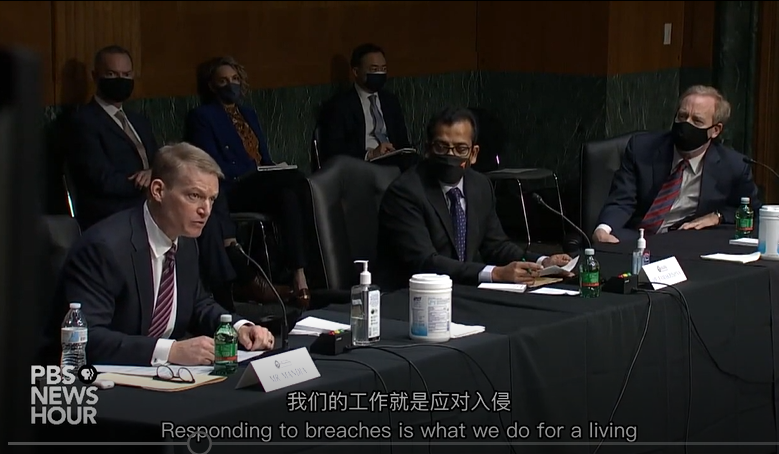 PBS
NEWS
HOUR
MR. MANDIA
我们的工作就是应对入侵
Responding to breaches is what we do for a living